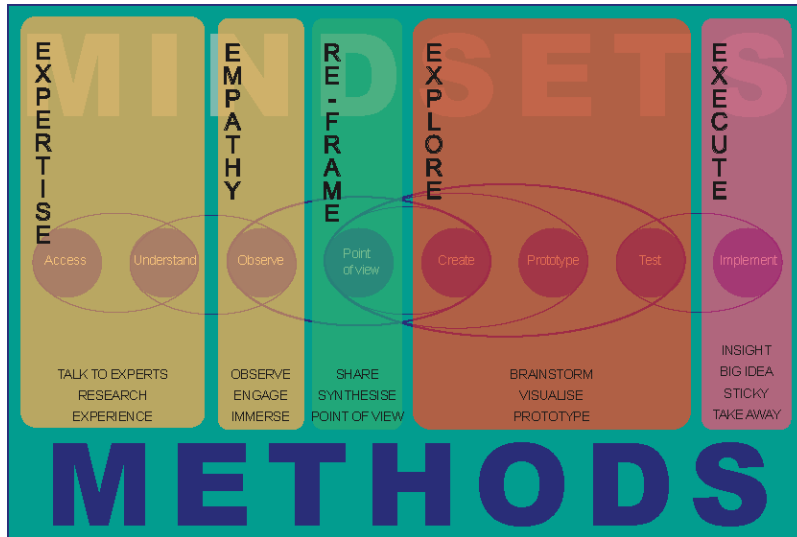 MINDSETS
EXPERTISE
EMPATHY
RE-FRAME
EXPLORE
EXECUTE
Access
Understand
Observe
Point
of view
Create
Prototype
Test
Implement
TALK TO EXPERTS
RESEARCH
EXPERIENCE
OBSERVE
ENGAGE
IMMERSE
SHARE
SYNTHESISE
POINT OF VIEW
BRAINSTORM
VISUALISE
PROTOTYPE
INSIGHT
BIG IDEA
STICKY
TAKE AWAY
METHODS